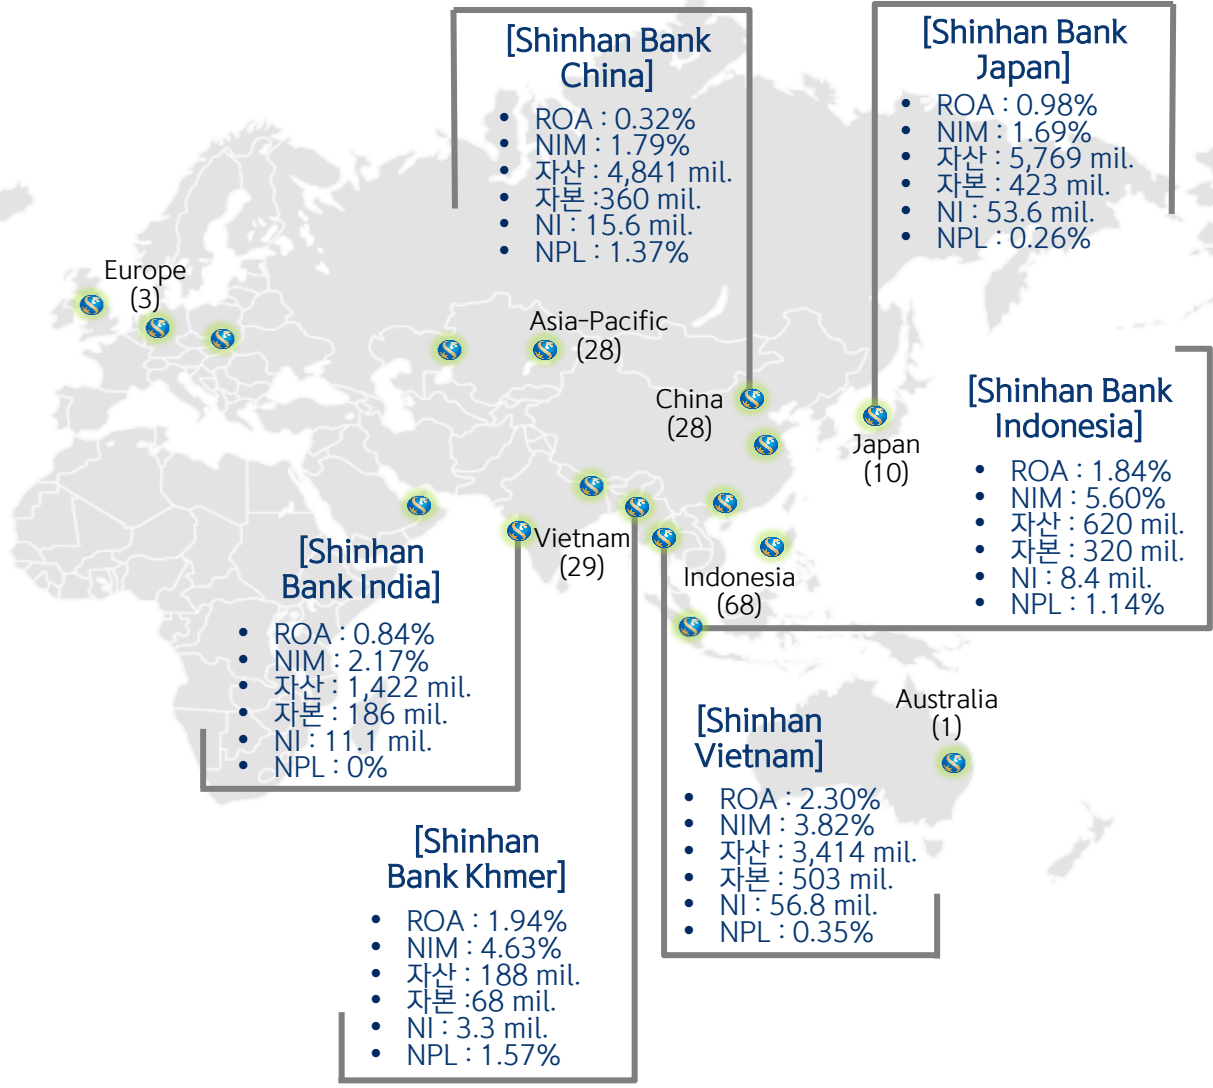 [Shinhan Bank
China]
• ROA : 0.32%
• NIM : 1.79%
• 자산 : 4,841 mil.
• 자본 :360 mil.
• NI : 15.6 mil.
• NPL : 1.37%
[Shinhan Bank
Japan]
• ROA : 0.98%
• NIM : 1.69%
• 자산 : 5,769 mil.
• 자본 : 423 mil.
• NI : 53.6 mil.
• NPL : 0.26%
Europe
(3)
Asia-Pacific
(28)
China
(28)
Japan
(10)
[Shinhan Bank
Indonesia]
• ROA : 1.84%
• NIM : 5.60%
• 자산 : 620 mil.
• 자본 : 320 mil.
• NI : 8.4 mil.
• NPL : 1.14%
Vietnam
(29)
Indonesia
(68)
[Shinhan
Bank India]
• ROA : 0.84%
• NIM : 2.17%
• 자산 : 1,422 mil.
• 자본 : 186 mil.
• NI : 11.1 mil.
• NPL : 0%
Australia
(1)
[Shinhan
Vietnam]
• ROA : 2.30%
• NIM : 3.82%
• 자산 : 3,414 mil.
• 자본 : 503 mil.
• NI : 56.8 mil.
• NPL : 0.35%
[Shinhan
Bank Khmer]
• ROA : 1.94%
• NIM : 4.63%
• 자산 : 188 mil.
• 자본 :68 mil.
• NI : 3.3 mil.
• NPL : 1.57%